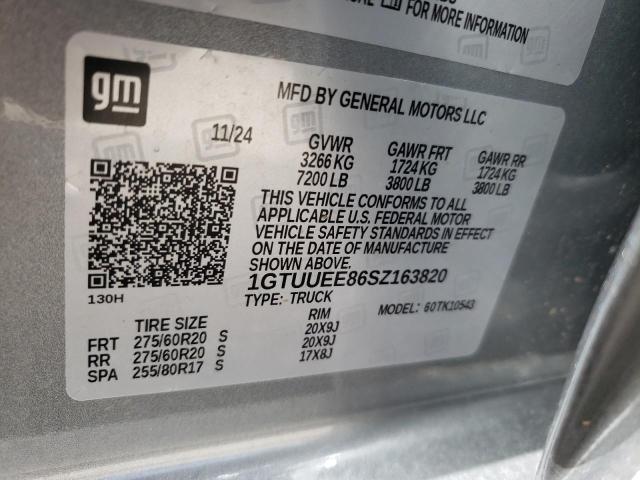 FOR MORE INFORMATION
gm
MFD BY GENERAL MOTORS LLC
11/24
GVWR
3266 KG
7200 LB
GAWR FRT
1724 KG
3800 LB
GAWR RR
1724 KG
3800 LB
THIS VEHICLE CONFORMS TO ALL
APPLICABLE U.S. FEDERAL MOTOR
VEHICLE SAFETY STANDARDS IN EFFECT
ON THE DATE OF MANUFACTURE
SHOWN ABOVE.
1GTUUEE86SZ163820
TYPE: TRUCK
MODEL: 60TK10543
130H
TIRE SIZE
RIM
FRT 275/60R20 S 20X9J
RR 275/60R20 S 20X9J
SPA 255/80R17 S 17X8J